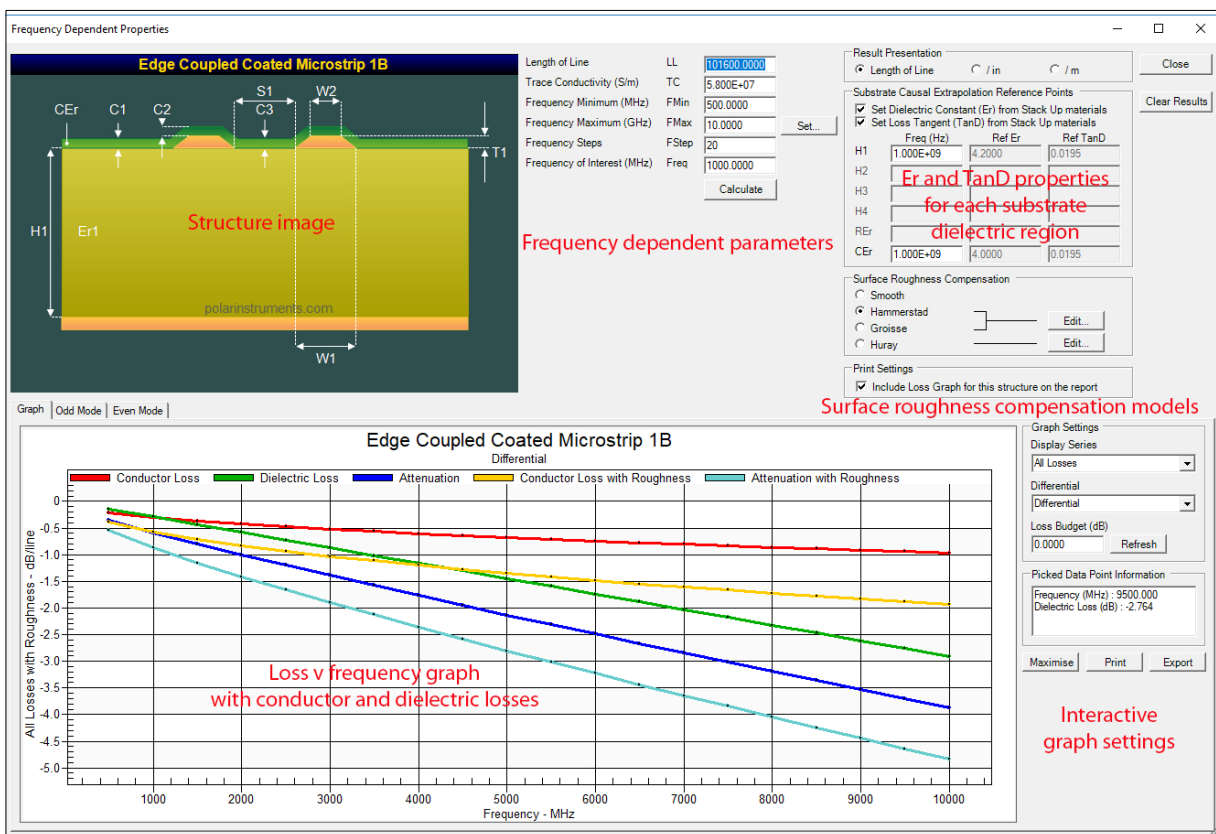 Frequency Dependent Properties
Edge Coupled Coated Microstrip 1B
CEr
C1
C2
S1
C3
W2
T1
H1
Er1
Structure image
polarinstruments.com
W1
Length of Line LL 101600.0000
Trace Conductivity (S/m) TC 5.800E+07
Frequency Minimum (MHz) FMin 500.0000
Frequency Maximum (GHz) FMax 10.0000 Set...
Frequency Steps FStep 20
Frequency of Interest (MHz) Freq 1000.0000
Calculate
Frequency dependent parameters
Result Presentation
Length of Line / in / m
Close
Clear Results
Substrate Causal Extrapolation Reference Points
Set Dielectric Constant (Er) from Stack Up materials
Set Loss Tangent (TanD) from Stack Up materials
Freq (Hz) Ref Er Ref TanD
H1 1.000E+09 4.2000 0.0195
H2
H3
H4
REr
CEr 1.000E+09 4.0000 0.0195
Er and TanD properties
for each substrate
dielectric region
Surface Roughness Compensation
Smooth
Hammerstad
Groisse
Huray
Edit...
Edit...
Print Settings
Include Loss Graph for this structure on the report
Surface roughness compensation models
Graph Odd Mode Even Mode
Edge Coupled Coated Microstrip 1B
Differential
Conductor Loss Dielectric Loss Attenuation Conductor Loss with Roughness Attenuation with Roughness
All Losses with Roughness - dB/line
0
-0.5
-1.0
-1.5
-2.0
-2.5
-3.0
-3.5
-4.0
-4.5
-5.0
Loss v frequency graph
with conductor and dielectric losses
1000 2000 3000 4000 5000 6000 7000 8000 9000 10000
Frequency - MHz
Graph Settings
Display Series
All Losses
Differential
Differential
Loss Budget (dB)
0.0000 Refresh
Picked Data Point Information
Frequency (MHz) : 9500.000
Dielectric Loss (dB) : -2.764
Maximise Print Export
Interactive
graph settings